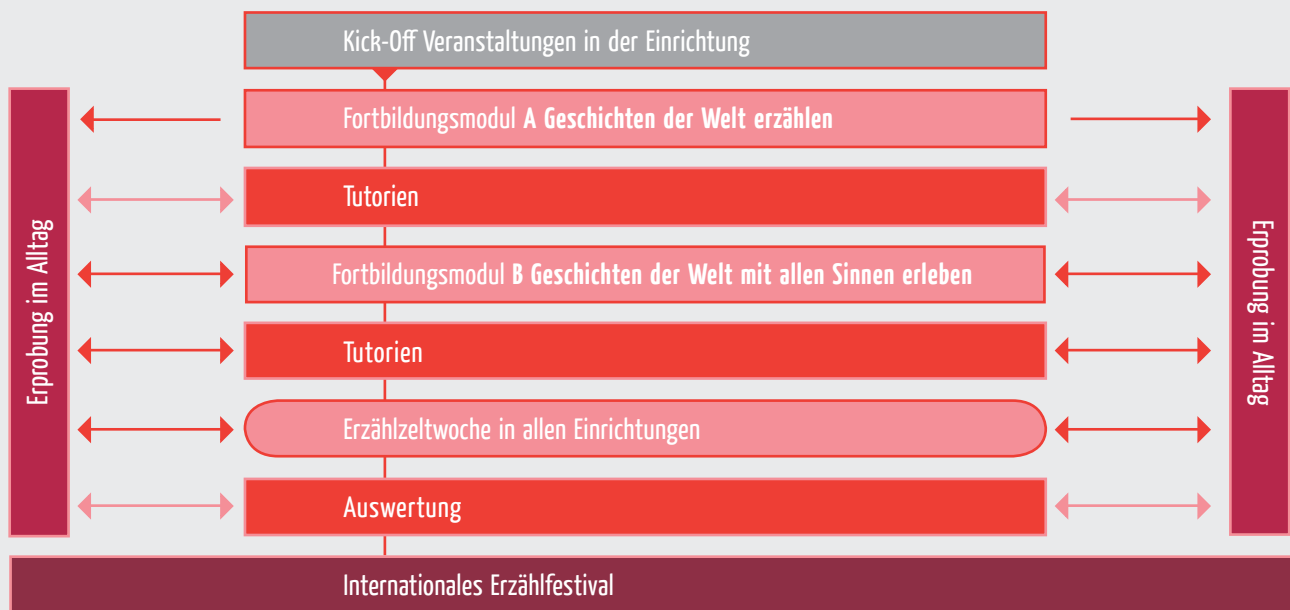 Kick-Off Veranstaltungen in der Einrichtung
Erprobung im Alltag
Fortbildungsmodul A Geschichten der Welt erzählen
Tutorien
Fortbildungsmodul B Geschichten der Welt mit allen Sinnen erleben
Tutorien
Erzählzeltwoche in allen Einrichtungen
Auswertung
Erprobung im Alltag
Internationales Erzählfestival